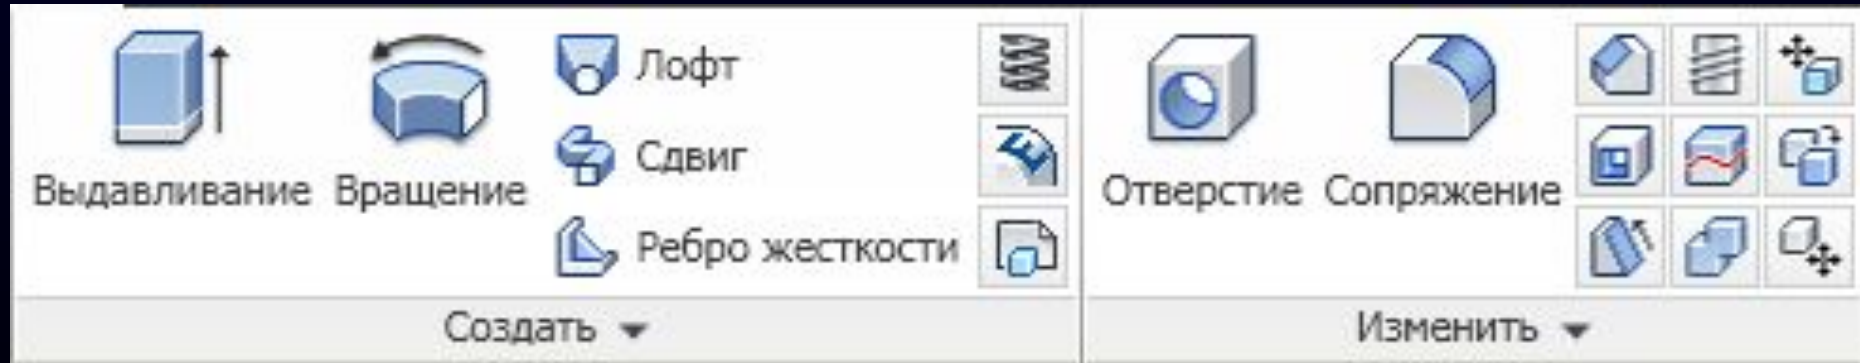 Выдавливание
Вращение
Лофт
Сдвиг
Ребро жесткости
Создать
Отверстие
Сопряжение
Изменить